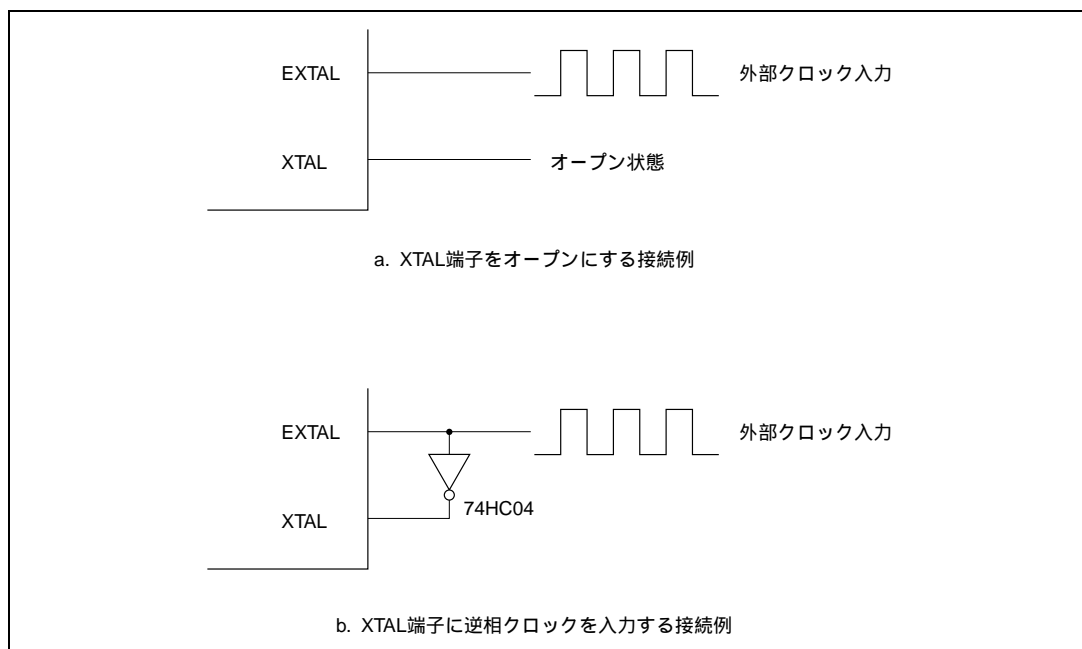 EXTAL
外部クロック入力
XTAL
オープン状態
a. XTAL端子をオープンにする接続例
EXTAL
外部クロック入力
74HC04
XTAL
b. XTAL端子に逆相クロックを入力する接続例